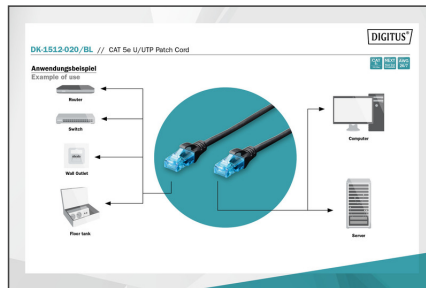 DIGITUS®
DK-1512-020/BL // CAT 5e U/UTP Patch Cord
Anwendungsbeispiel
Example of use
Router
Switch
Wall Outlet
Floor tank
Computer
Server